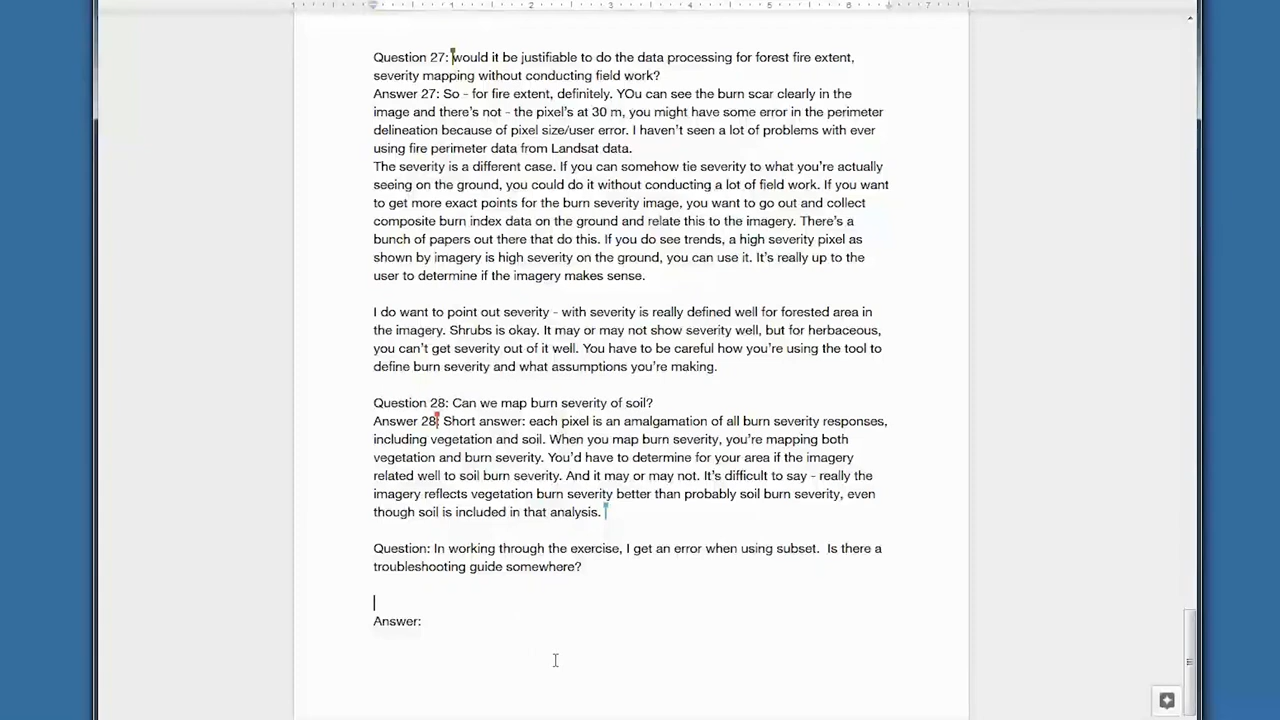 1 1 2 3 4 5 6 7
Question 27: would it be justifiable to do the data processing for forest fire extent,
severity mapping without conducting field work?
Answer 27: So - for fire extent, definitely. YOu can see the burn scar clearly in the
image and there's not - the pixel's at 30 m, you might have some error in the perimeter
delineation because of pixel size/user error. I haven't seen a lot of problems with ever
using fire perimeter data from Landsat data.
The severity is a different case. If you can somehow tie severity to what you're actually
seeing on the ground, you could do it without conducting a lot of field work. If you want
to get more exact points for the burn severity image, you want to go out and collect
composite burn index data on the ground and relate this to the imagery. There's a
bunch of papers out there that do this. If you do see trends, a high severity pixel as
shown by imagery is high severity on the ground, you can use it. It's really up to the
user to determine if the imagery makes sense.
I do want to point out severity - with severity is really defined well for forested area in
the imagery. Shrubs is okay. It may or may not show severity well, but for herbaceous,
you can't get severity out of it well. You have to be careful how you're using the tool to
define burn severity and what assumptions you're making.
Question 28: Can we map burn severity of soil?
Answer 28: Short answer: each pixel is an amalgamation of all burn severity responses,
including vegetation and soil. When you map burn severity, you're mapping both
vegetation and burn severity. You'd have to determine for your area if the imagery
related well to soil burn severity. And it may or may not. It's difficult to say - really the
imagery reflects vegetation burn severity better than probably soil burn severity, even
though soil is included in that analysis.
Question: In working through the exercise, I get an error when using subset.  Is there a
troubleshooting guide somewhere?
Answer: